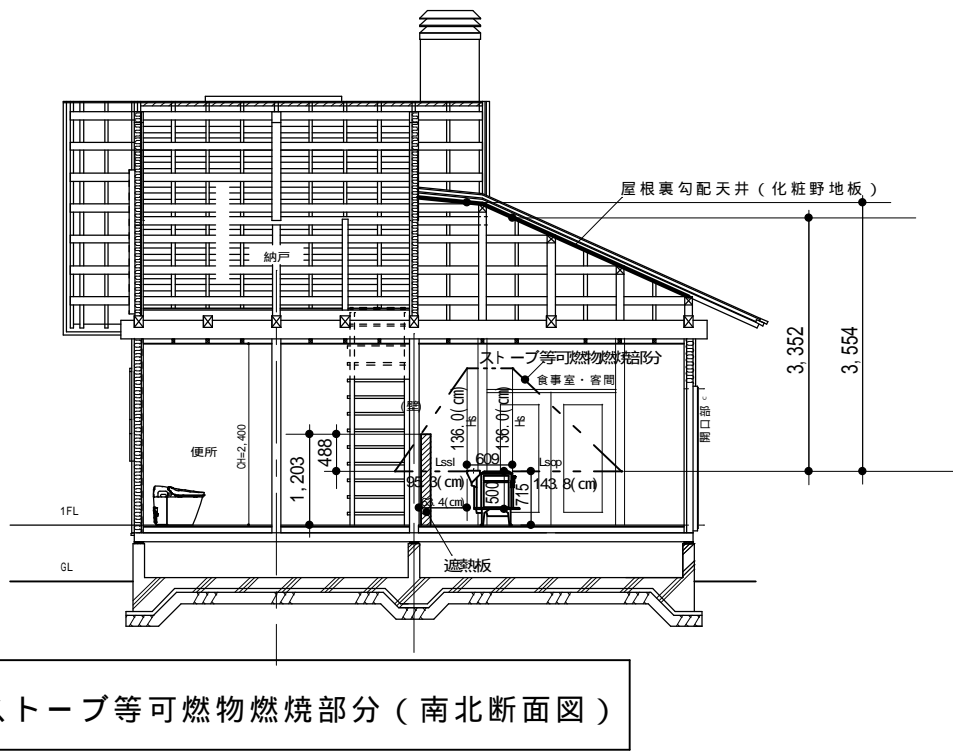 屋根裏勾配天井（化粧野地板）
納戸
3,352
3,554
ストーブ等可燃物燃焼部分
食事室・客間
(壁)
136.0(cm)
Hs
136.0(cm)
Hs
開口部
便所
CH=2,400
1,203
488
Lssl
609
Lsop
143.8(cm)
500
715
1FL
遮熱板
GL
ストーブ等可燃物燃焼部分（南北断面図）